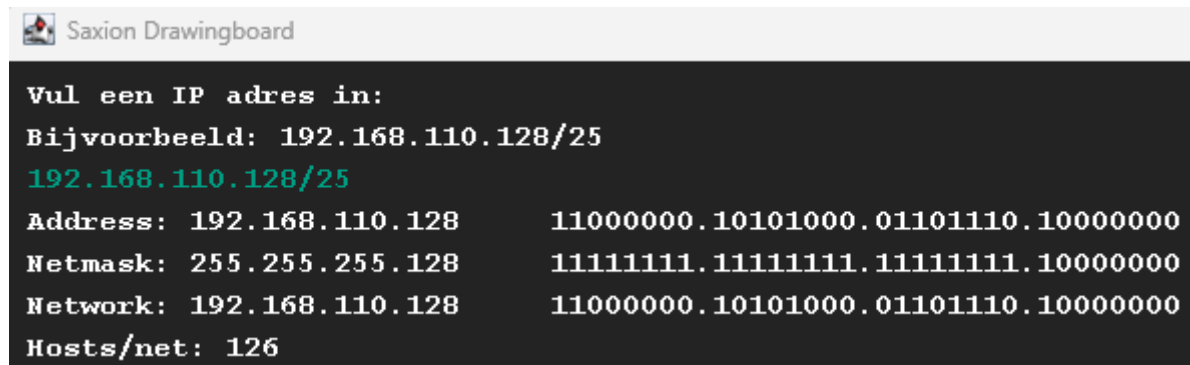 Saxion Drawingboard
Vul een IP adres in:
Bijvoorbeeld: 192.168.110.128/25
192.168.110.128/25
Address: 192.168.110.128 11000000.10101000.01101110.10000000
Netmask: 255.255.255.128 11111111.11111111.11111111.10000000
Network: 192.168.110.128 11000000.10101000.01101110.10000000
Hosts/net: 126